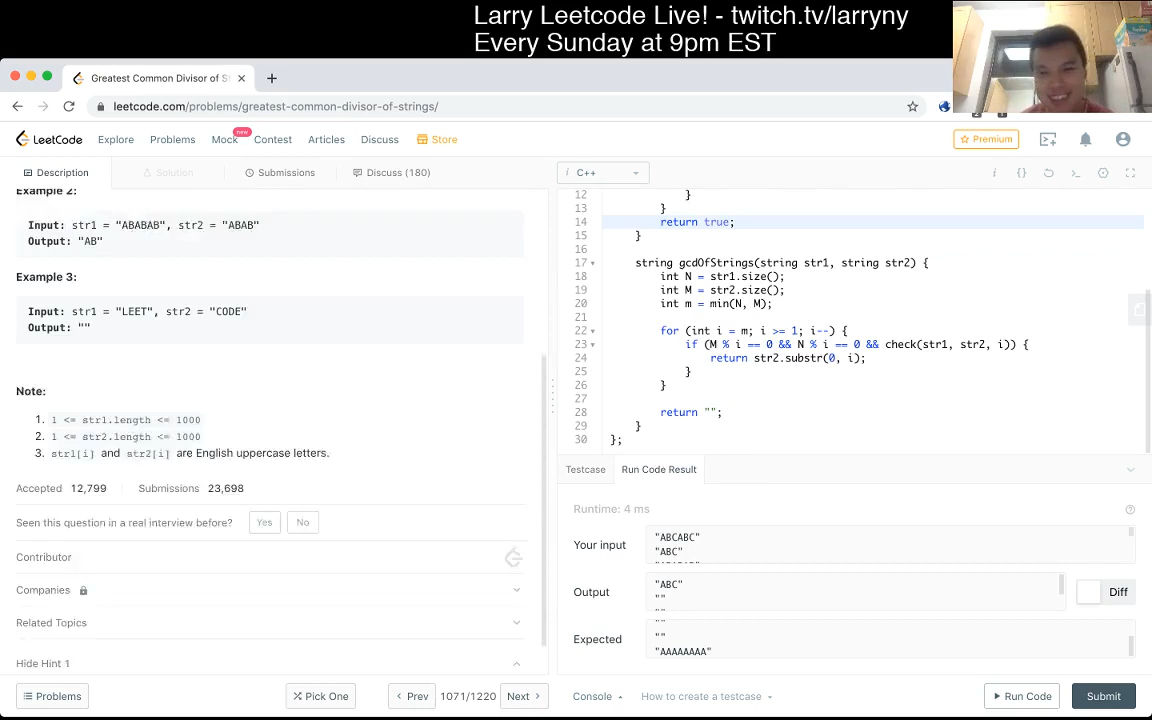 Larry Leetcode Live! - twitch.tv/larryny
Every Sunday at 9pm EST
Greatest Common Divisor of S
leetcode.com/problems/greatest-common-divisor-of-strings/
LeetCode
Explore
Problems
Mock
new
Contest
Articles
Discuss
Store
Premium
Description
Solution
Submissions
Discuss (180)
i C++
Example 2:
Input: str1 = "ABABAB", str2 = "ABAB"
Output: "AB"
Example 3:
Input: str1 = "LEET", str2 = "CODE"
Output: ""
Note:
1. 1 <= str1.length <= 1000
2. 1 <= str2.length <= 1000
3. str1[i] and str2[i] are English uppercase letters.
Accepted 12,799 Submissions 23,698
Seen this question in a real interview before? Yes No
Contributor
Companies
Related Topics
Hide Hint 1
Problems
Pick One
Prev
1071/1220
Next
12 }
13 }
14 return true;
15 }
16
17 string gcdOfStrings(string str1, string str2) {
18 int N = str1.size();
19 int M = str2.size();
20 int m = min(N, M);
21
22 for (int i = m; i >= 1; i--) {
23 if (M % i == 0 && N % i == 0 && check(str1, str2, i)) {
24 return str2.substr(0, i);
25 }
26 }
27
28 return "";
29 }
30 };
Testcase
Run Code Result
Runtime: 4 ms
Your input
"ABCABC"
"ABC"
Output
"ABC"
""
""
Diff
Expected
""
""
"AAAAAAAA"
Console
How to create a testcase
Run Code
Submit